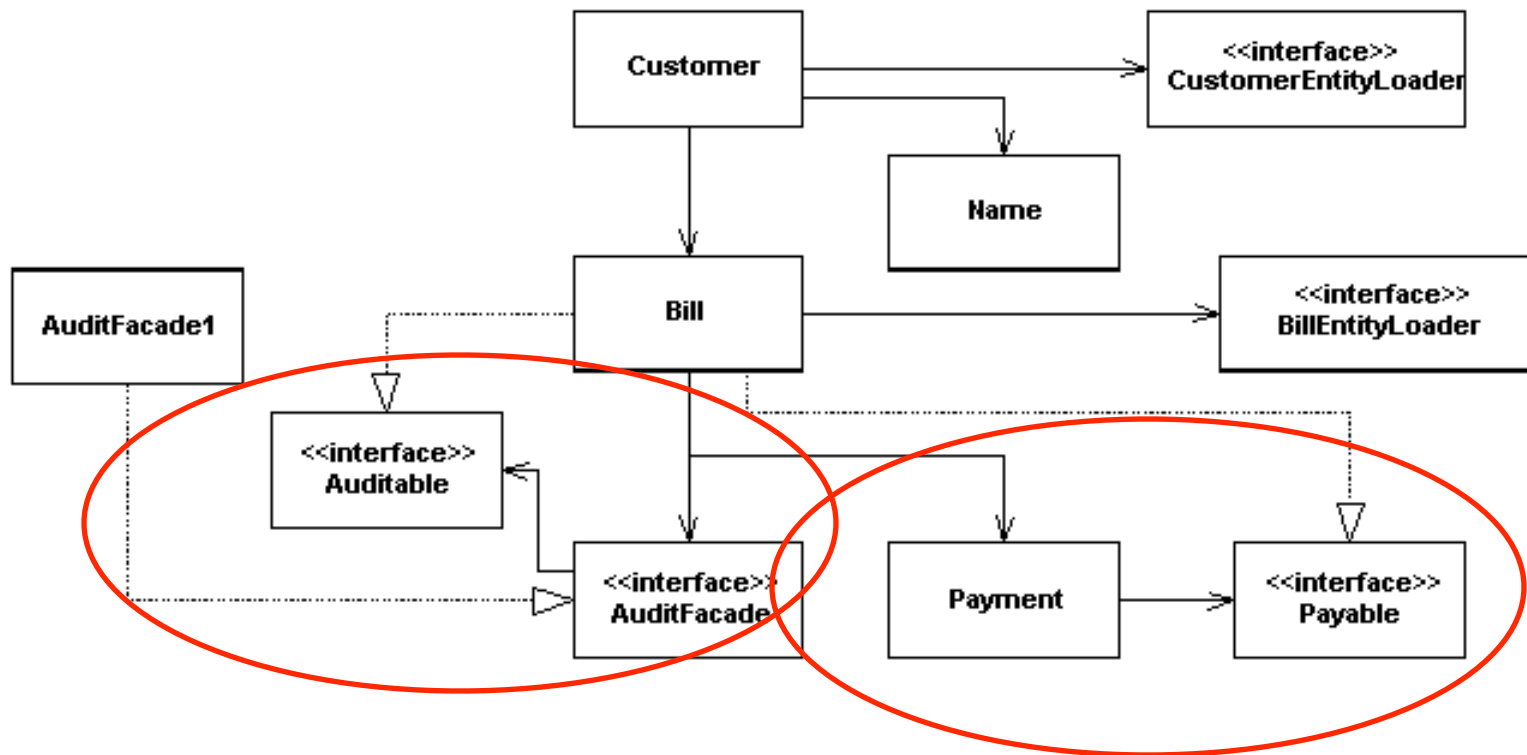 Customer
<<interface>>
CustomerEntityLoader
Name
AuditFacade1
Bill
<<interface>>
BillEntityLoader
<<interface>>
Auditable
<<interface>>
AuditFacade
Payment
<<interface>>
Payable